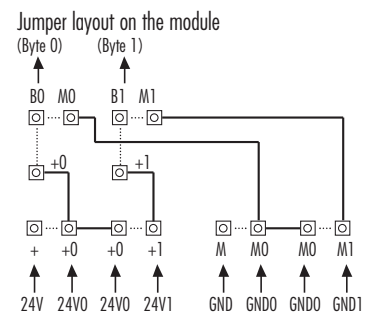 Jumper layout on the module
(Byte 0) (Byte 1)
B0 M0 B1 M1
+0 +1
+ +0 +0 +1 M M0 M0 M1
24V 24V0 24V0 24V1 GND GND0 GND0 GND1